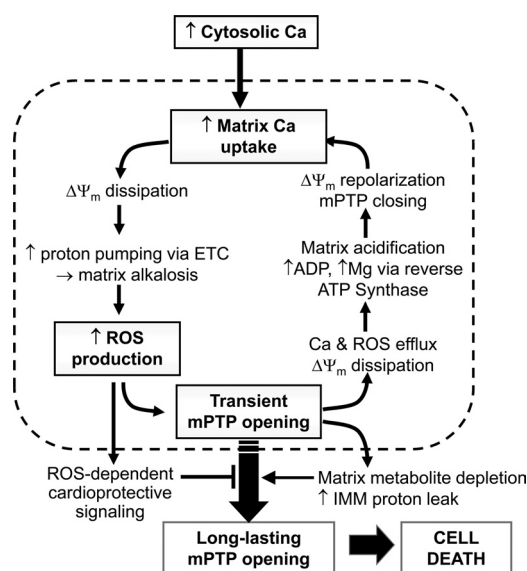 ↑ Cytosolic Ca
↑ Matrix Ca
uptake
ΔΨm dissipation
↑ proton pumping via ETC
→ matrix alkalosis
↑ ROS
production
Transient
mPTP opening
Ca & ROS efflux
ΔΨm dissipation
Matrix acidification
↑ADP, ↑Mg via reverse
ATP Synthase
ΔΨm repolarization
mPTP closing
ROS-dependent
cardioprotective
signaling
Matrix metabolite depletion
↑ IMM proton leak
Long-lasting
mPTP opening
CELL
DEATH